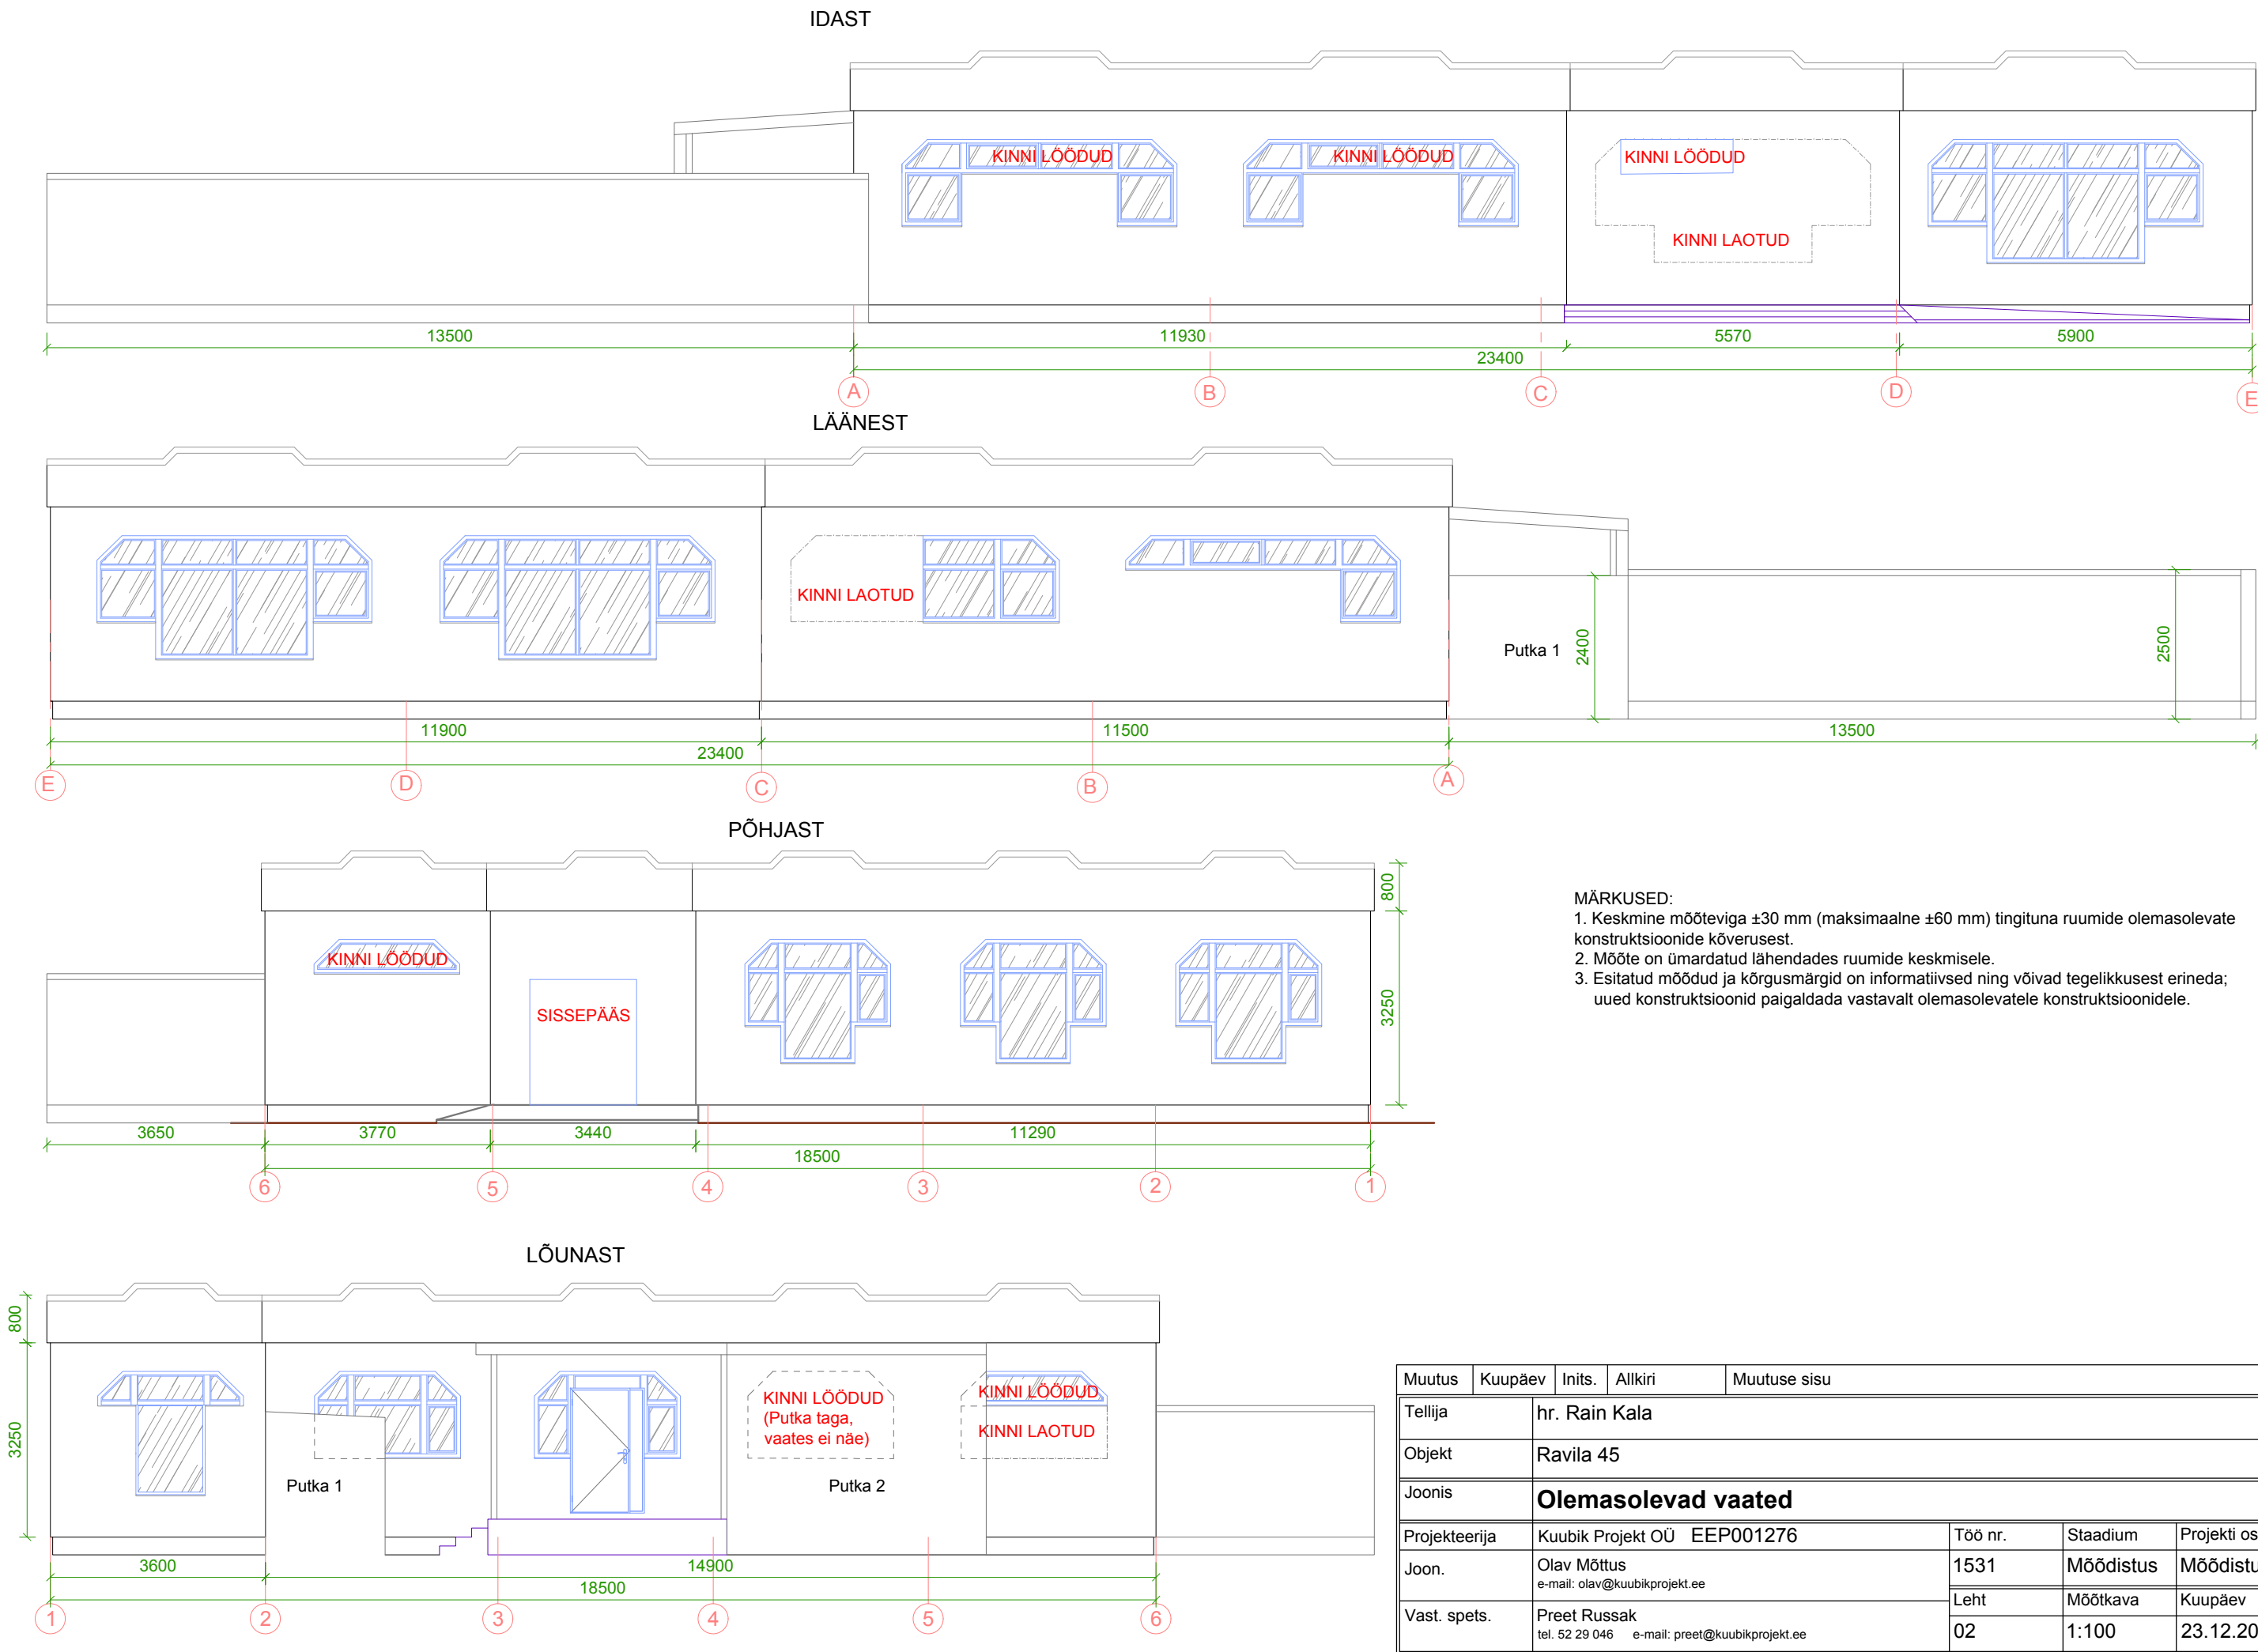 IDAST
KINNI LÖÖDUD
KINNI LÖÖDUD
KINNI LÖÖDUD
KINNI LAOTUD
13500
11930
5570
5900
23400
A
B
C
D
E
LÄÄNEST
KINNI LAOTUD
Putka 1
2400
2500
11900
11500
13500
23400
E
D
C
B
A
PÕHJAST
KINNI LÖÖDUD
SISSEPÄÄS
800
3250
3650
3770
3440
11290
18500
6
5
4
3
2
1
MÄRKUSED:
1. Keskmine mõõteviga ±30 mm (maksimaalne ±60 mm) tingituna ruumide olemasolevate
konstruktsioonide kõverusest.
2. Mõõte on ümardatud lähendades ruumide keskmisele.
3. Esitatud mõõdud ja kõrgusmärgid on informatiivsed ning võivad tegelikkusest erineda;
uued konstruktsioonid paigaldada vastavalt olemasolevatele konstruktsioonidele.
LÕUNAST
800
3250
KINNI LÖÖDUD
(Putka taga,
vaates ei näe)
KINNI LÖÖDUD
KINNI LAOTUD
Putka 1
Putka 2
3600
14900
18500
1
2
3
4
5
6
Muutus Kuupäev Inits. Allkiri Muutuse sisu
Tellija hr. Rain Kala
Objekt Ravila 45
Joonis Olemasolevad vaated
Projekteerija Kuubik Projekt OÜ EEP001276 Töö nr. Staadium Projekti os
Joon. Olav Mõttus 1531 Mõõdistus Mõõdistu
e-mail: olav@kuubikprojekt.ee
Leht Mõõtkava Kuupäev
Vast. spets. Preet Russak 02 1:100 23.12.20
tel. 52 29 046 e-mail: preet@kuubikprojekt.ee